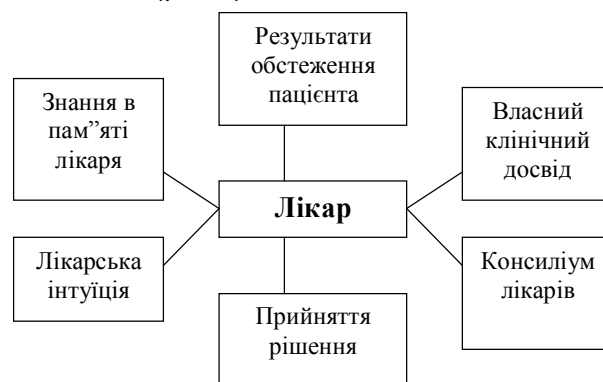 Результати
обстеження
пацієнта
Знання в
пам”яті
лікаря
Власний
клінічний
досвід
Лікар
Лікарська
інтуїція
Консиліум
лікарів
Прийняття
рішення